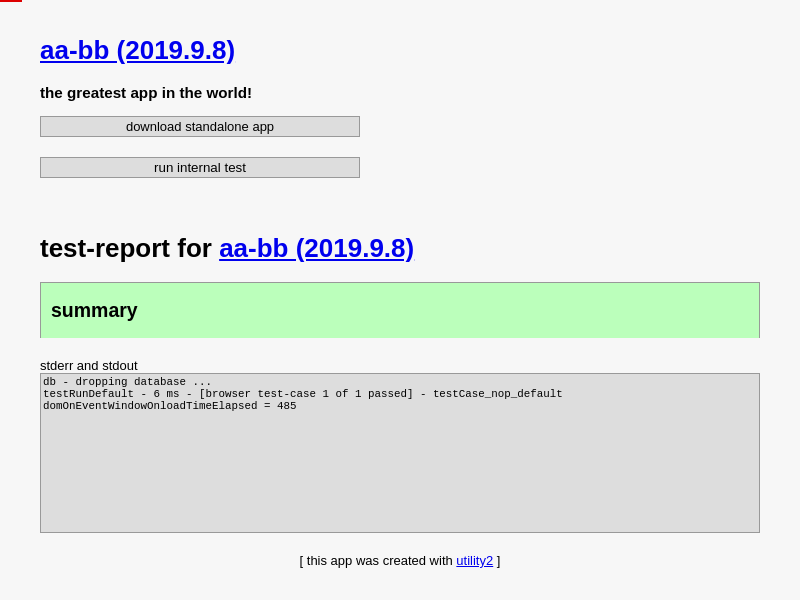 aa-bb (2019.9.8)
the greatest app in the world!
download standalone app
run internal test
test-report for aa-bb (2019.9.8)
summary
stderr and stdout
db - dropping database ...
testRunDefault - 6 ms - [browser test-case 1 of 1 passed] - testCase_nop_default
domOnEventWindowOnloadTimeElapsed = 485
[ this app was created with utility2 ]